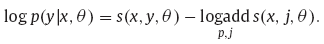 log p(y|x, θ) = s(x, y, θ) − logadd s(x, j, θ).
p,j